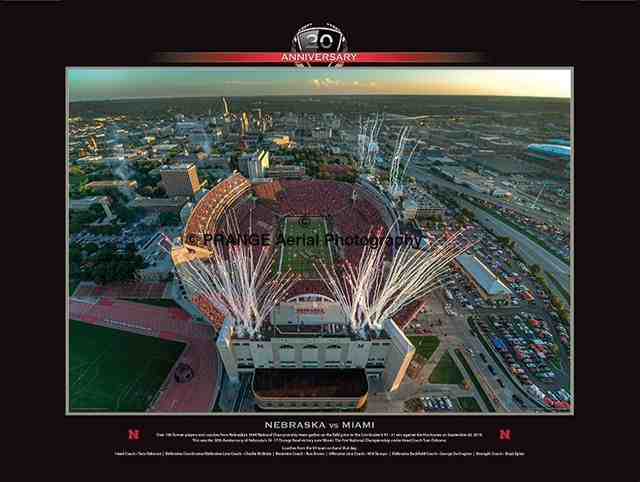 20
ANNIVERSARY
© PRANGE Aerial Photography
NEBRASKA
N
NEBRASKA vs MIAMI
N N
Over 100 former players and coaches from Nebraska's 1994 National Championship team gather on the field prior to the Cornhusker's 41 - 31 win against the Hurricanes on September 20, 2014.
This was the 20th Anniversary of Nebraska's 24 -17 Orange Bowl victory over Miami. The first National Championship under Head Coach Tom Osborne.
Coaches from the 94 team on hand that day:
Head Coach - Tom Osborne | Defensive Coordinator/Defensive Line Coach - Charlie McBride | Receivers Coach - Ron Brown | Offensive Line Coach - Milt Tenopir | Defensive Backfield Coach - George Darlington | Strength Coach - Boyd Epley